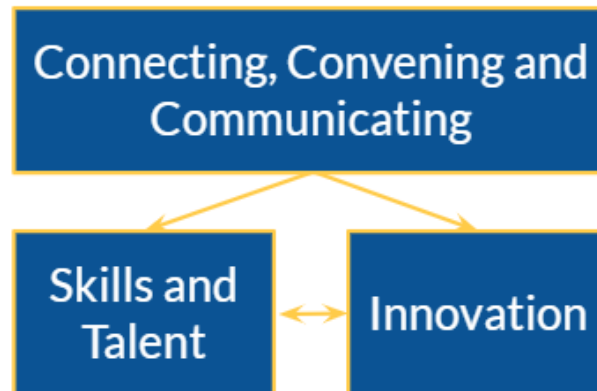 Connecting, Convening and
Communicating
Skills and
Talent
Innovation